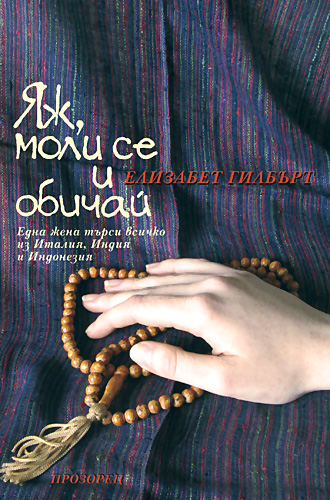 Яж,
моли се
и
обичай
ЕЛИЗАБЕТ ГИЛБЪРТ
Една жена търси всичко
из Италия, Индия
и Индонезия
ПРОЗОРЕЦ